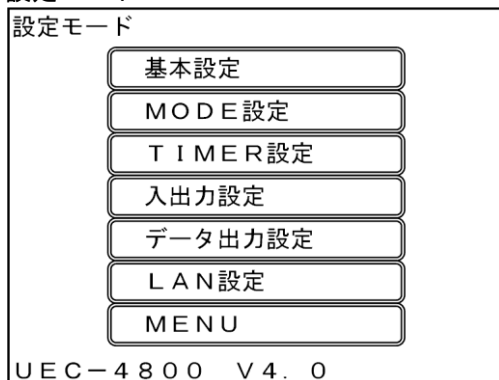 設定モード
基本設定
ＭＯＤＥ設定
ＴＩＭＥＲ設定
入出力設定
データ出力設定
ＬＡＮ設定
ＭＥＮＵ
ＵＥＣ－４８００　Ｖ４．０